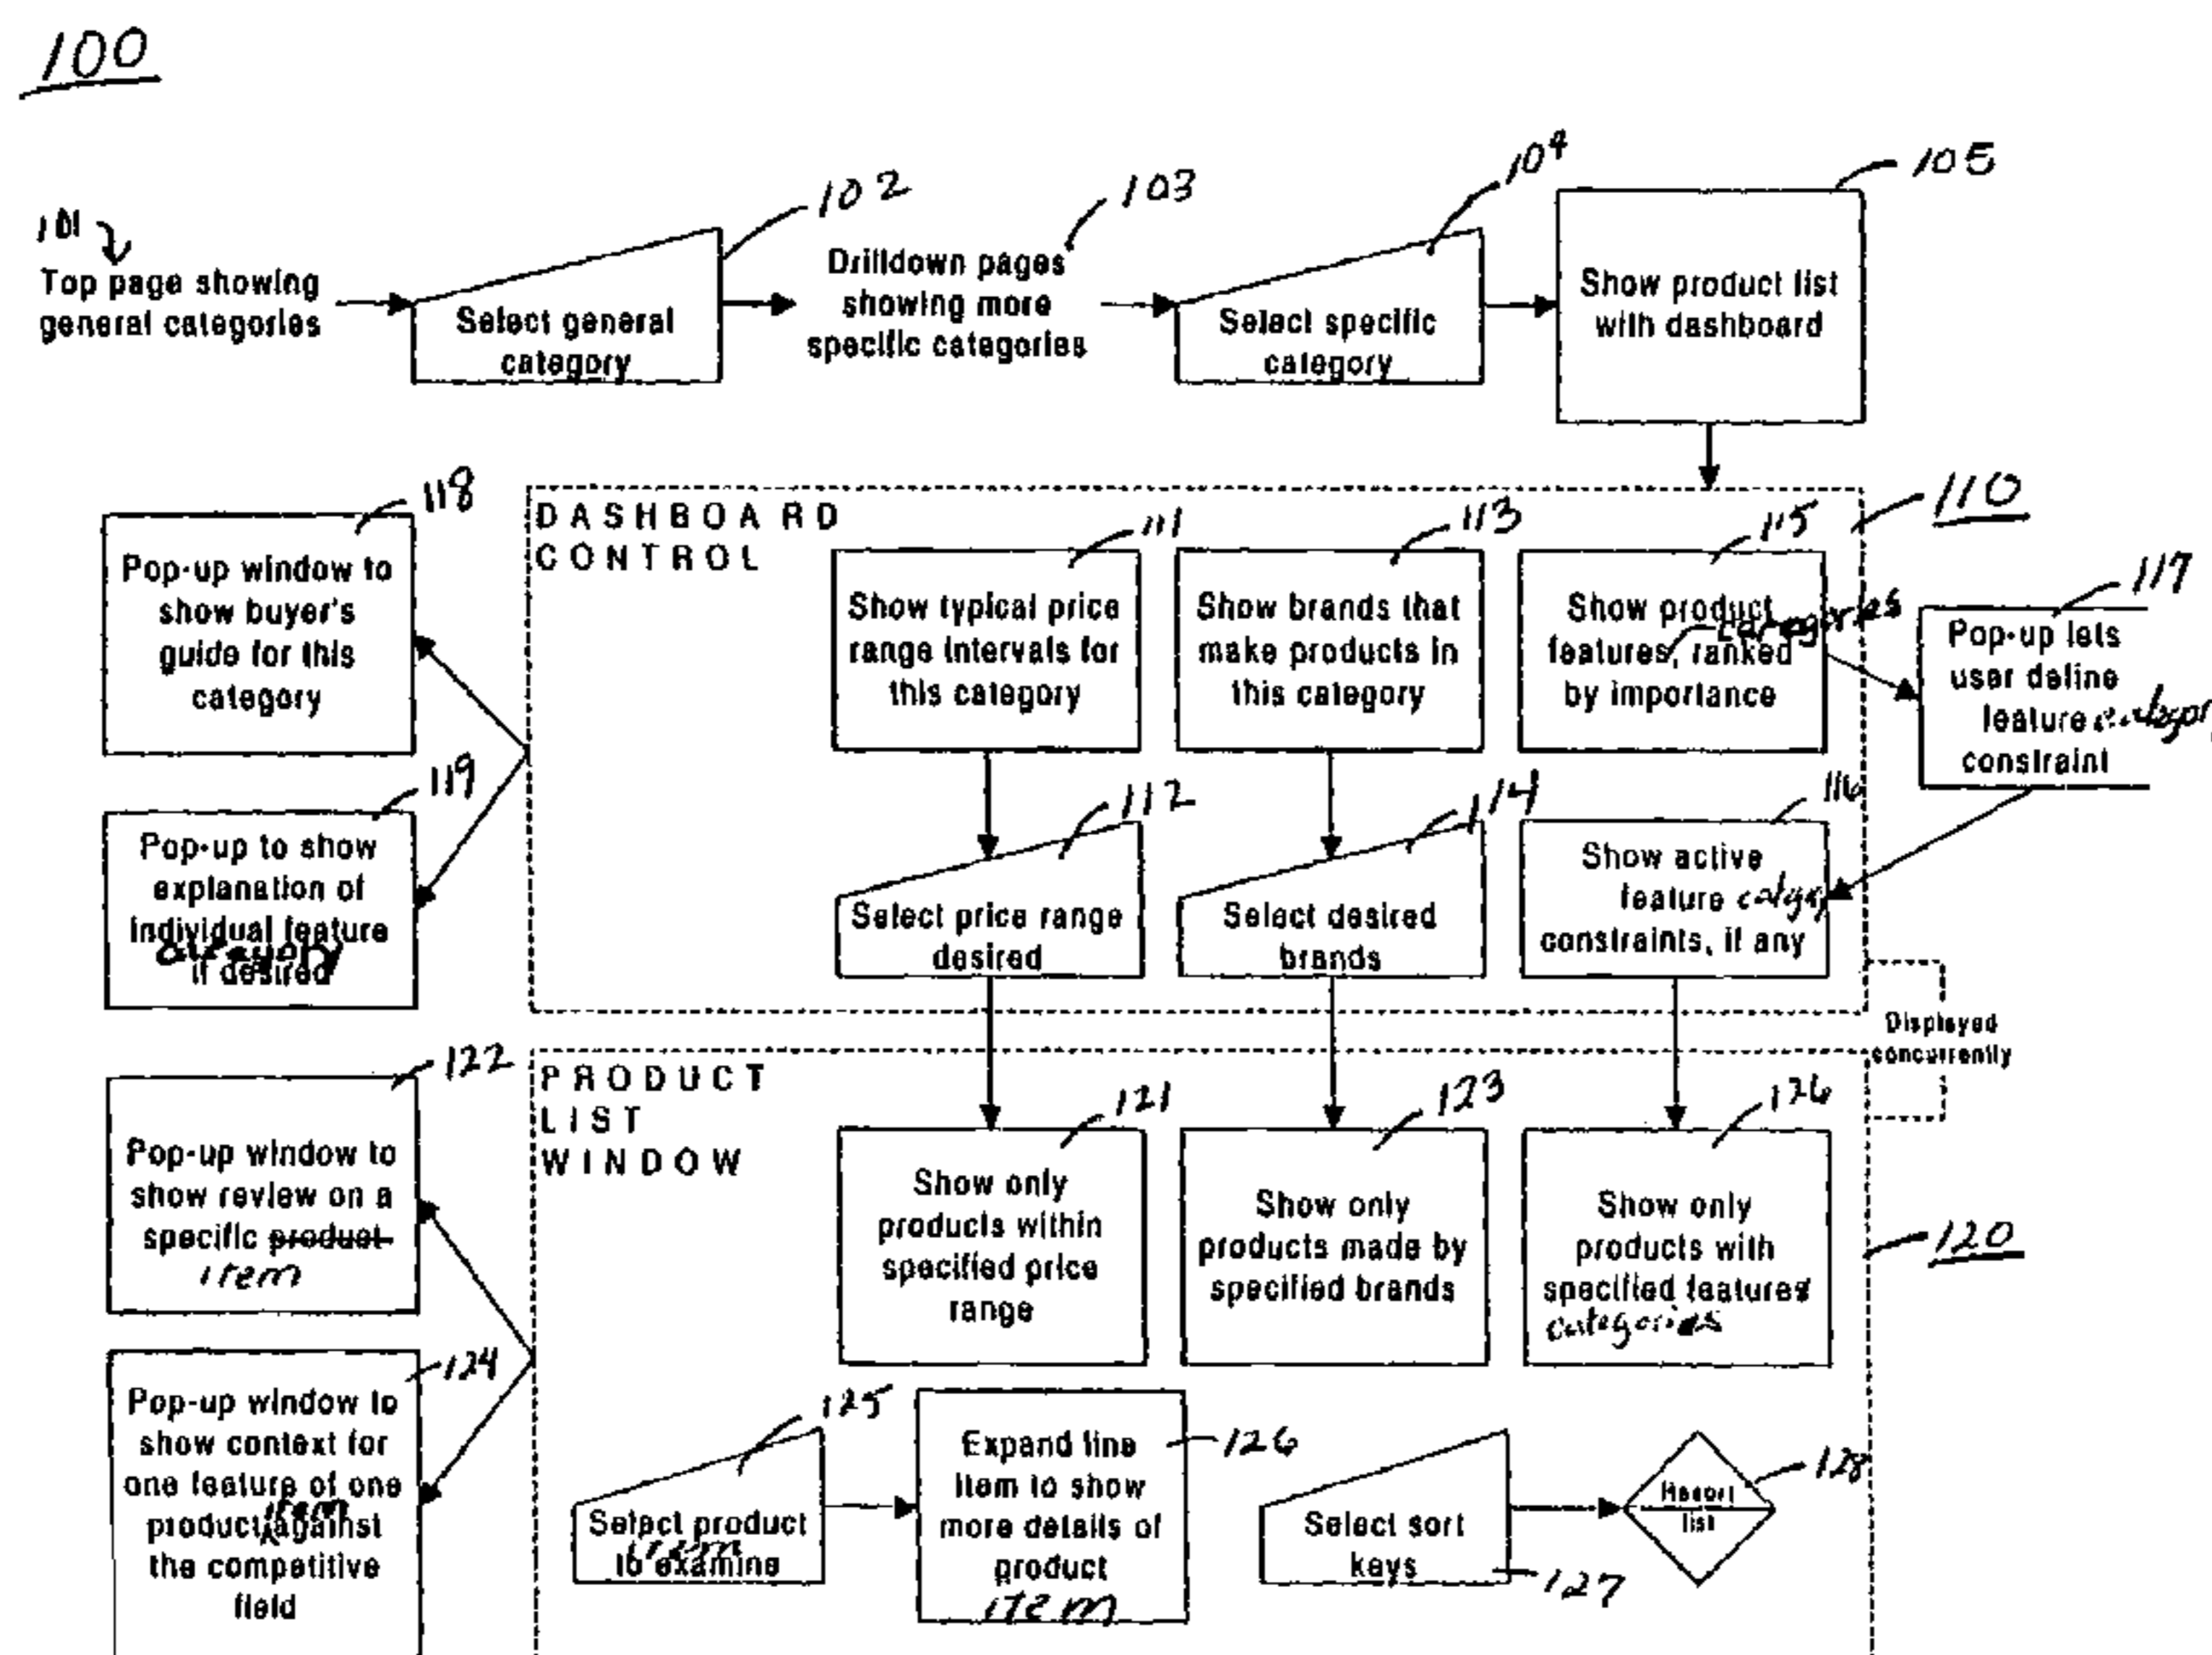 100
101
Top page showing
general categories
102
Select general
category
103
Drilldown pages
showing more
specific categories
104
Select specific
category
105
Show product list
with dashboard
118
Pop-up window to
show buyer's
guide for this
category
119
Pop-up to show
explanation of
individual feature
category
if desired
110
DASHBOARD
CONTROL
111
Show typical price
range intervals for
this category
113
Show brands that
make products in
this category
115
Show product
categories
features, ranked
by importance
117
Pop-up lets
user define
feature
constraint
112
Select price range
desired
114
Select desired
brands
116
Show active
feature
constraints, if any
Displayed
concurrently
122
Pop-up window to
show review on a
specific product
item
124
Pop-up window to
show context for
one feature of one
item
product against
the competitive
field
120
PRODUCT
LIST
WINDOW
121
Show only
products within
specified price
range
123
Show only
products made by
specified brands
126
Show only
products with
specified features
categories
125
Select product
item
to examine
126
Expand line
item to show
more details of
product
item
Select sort
keys
127
128
Resort
list